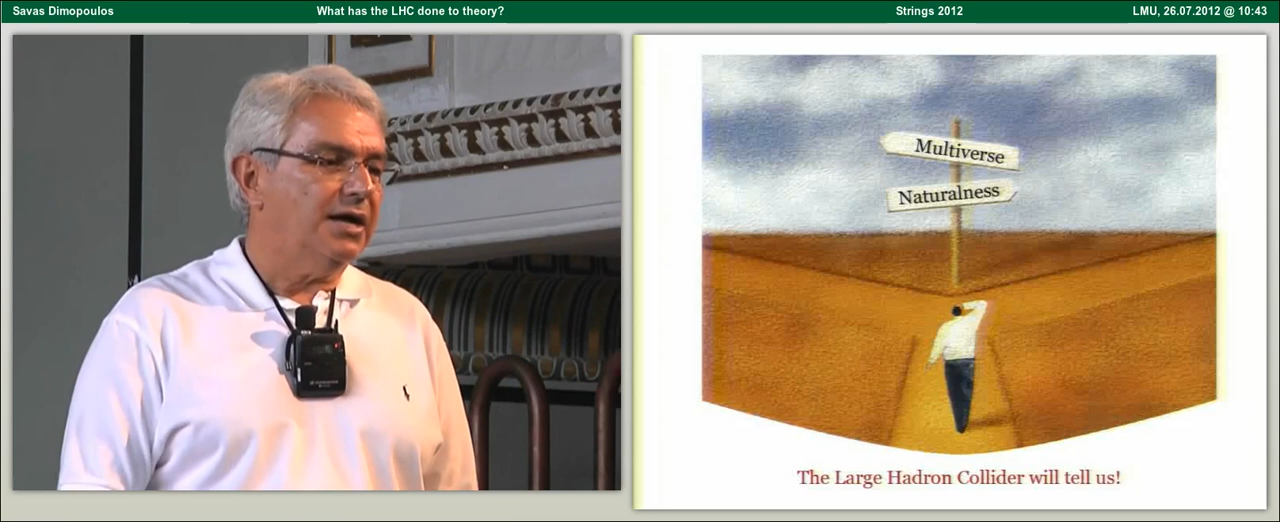 Savas Dimopoulos What has the LHC done to theory? Strings 2012 LMU, 26.07.2012 @ 10:43
Multiverse
Naturalness
The Large Hadron Collider will tell us!